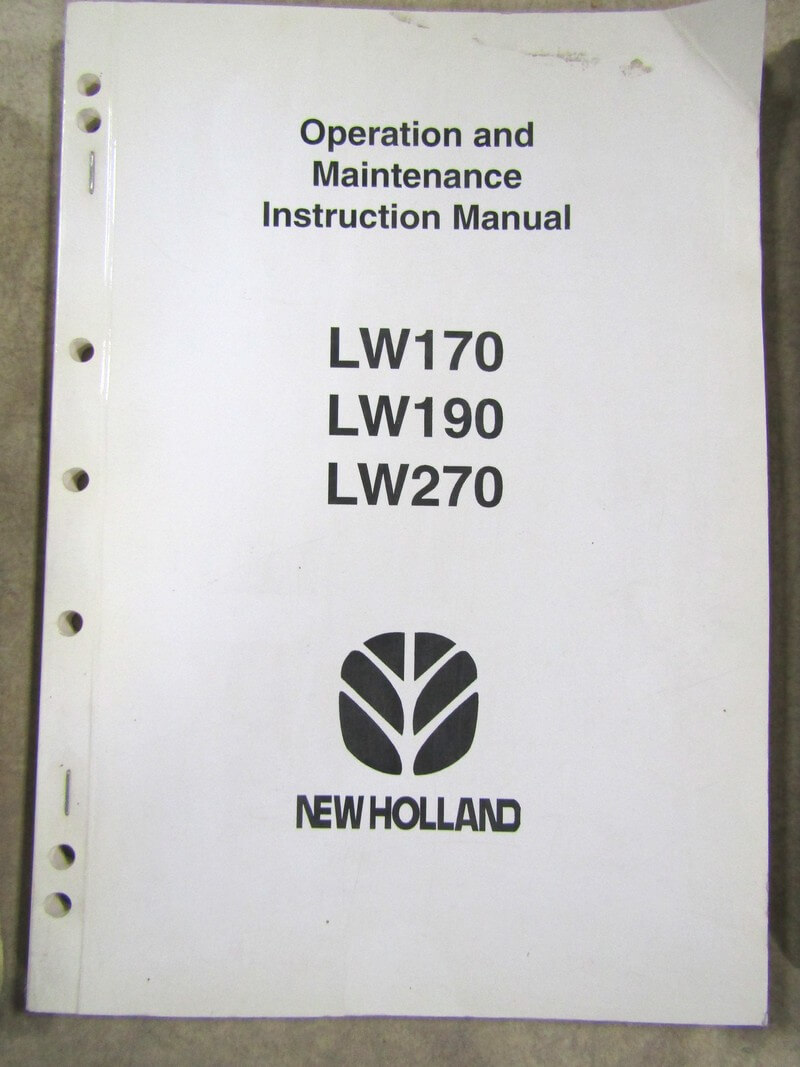 Operation and
Maintenance
Instruction Manual
LW170
LW190
LW270
NEW HOLLAND